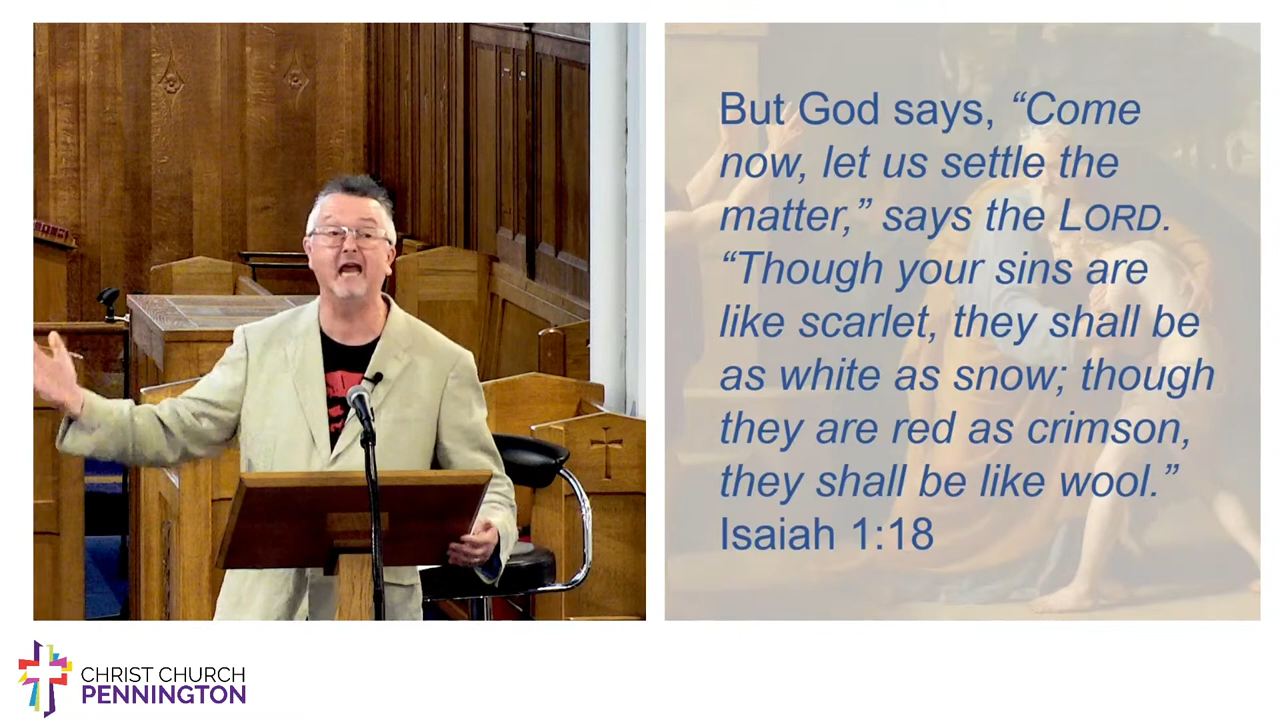 But God says, “Come
now, let us settle the
matter,” says the LORD.
“Though your sins are
like scarlet, they shall be
as white as snow; though
they are red as crimson,
they shall be like wool.”
Isaiah 1:18
CHRIST CHURCH
PENNINGTON